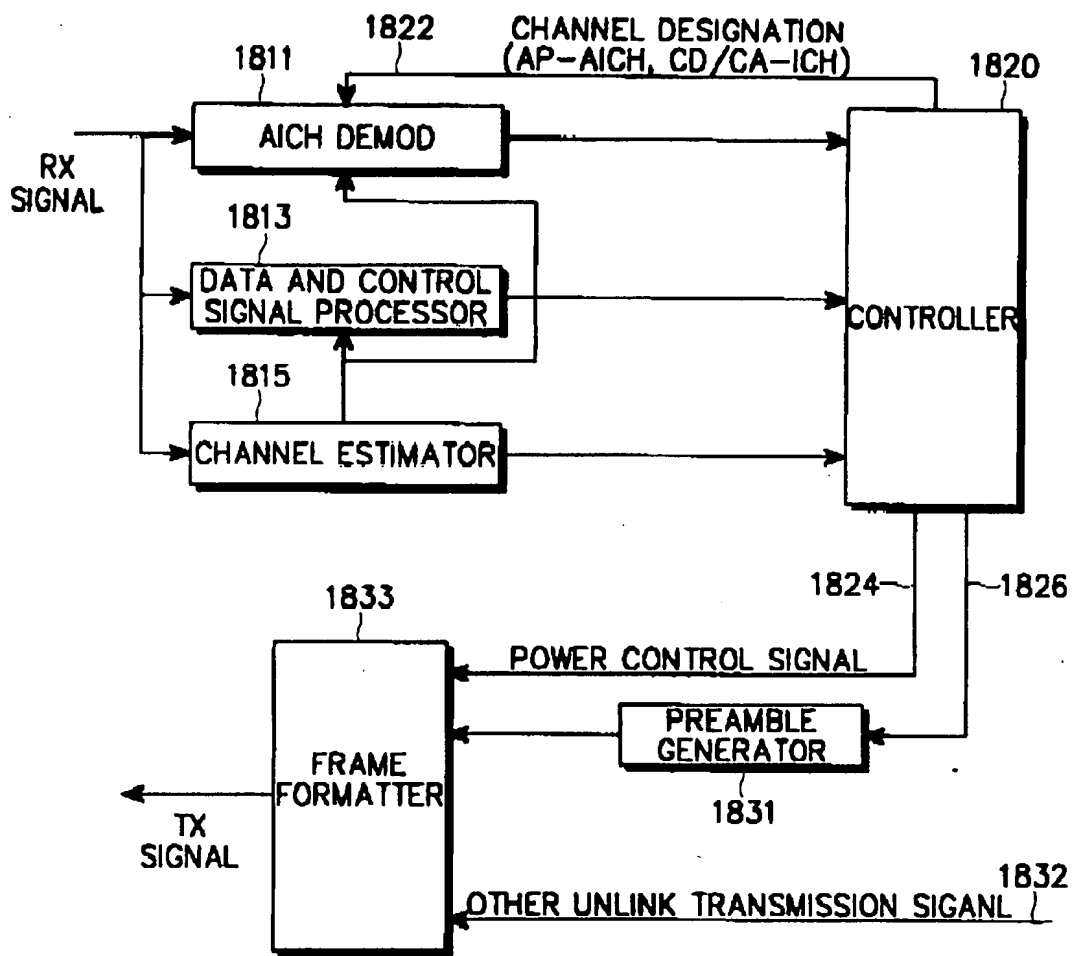 CHANNEL DESIGNATION
(AP-AICH, CD/CA-ICH)
1822
1811
1820
AICH DEMOD
RX
SIGNAL
1813
DATA AND CONTROL
SIGNAL PROCESSOR
CONTROLLER
1815
CHANNEL ESTIMATOR
1824
1826
1833
POWER CONTROL SIGNAL
PREAMBLE
GENERATOR
1831
FRAME
FORMATTER
TX
SIGNAL
OTHER UNLINK TRANSMISSION SIGANL
1832